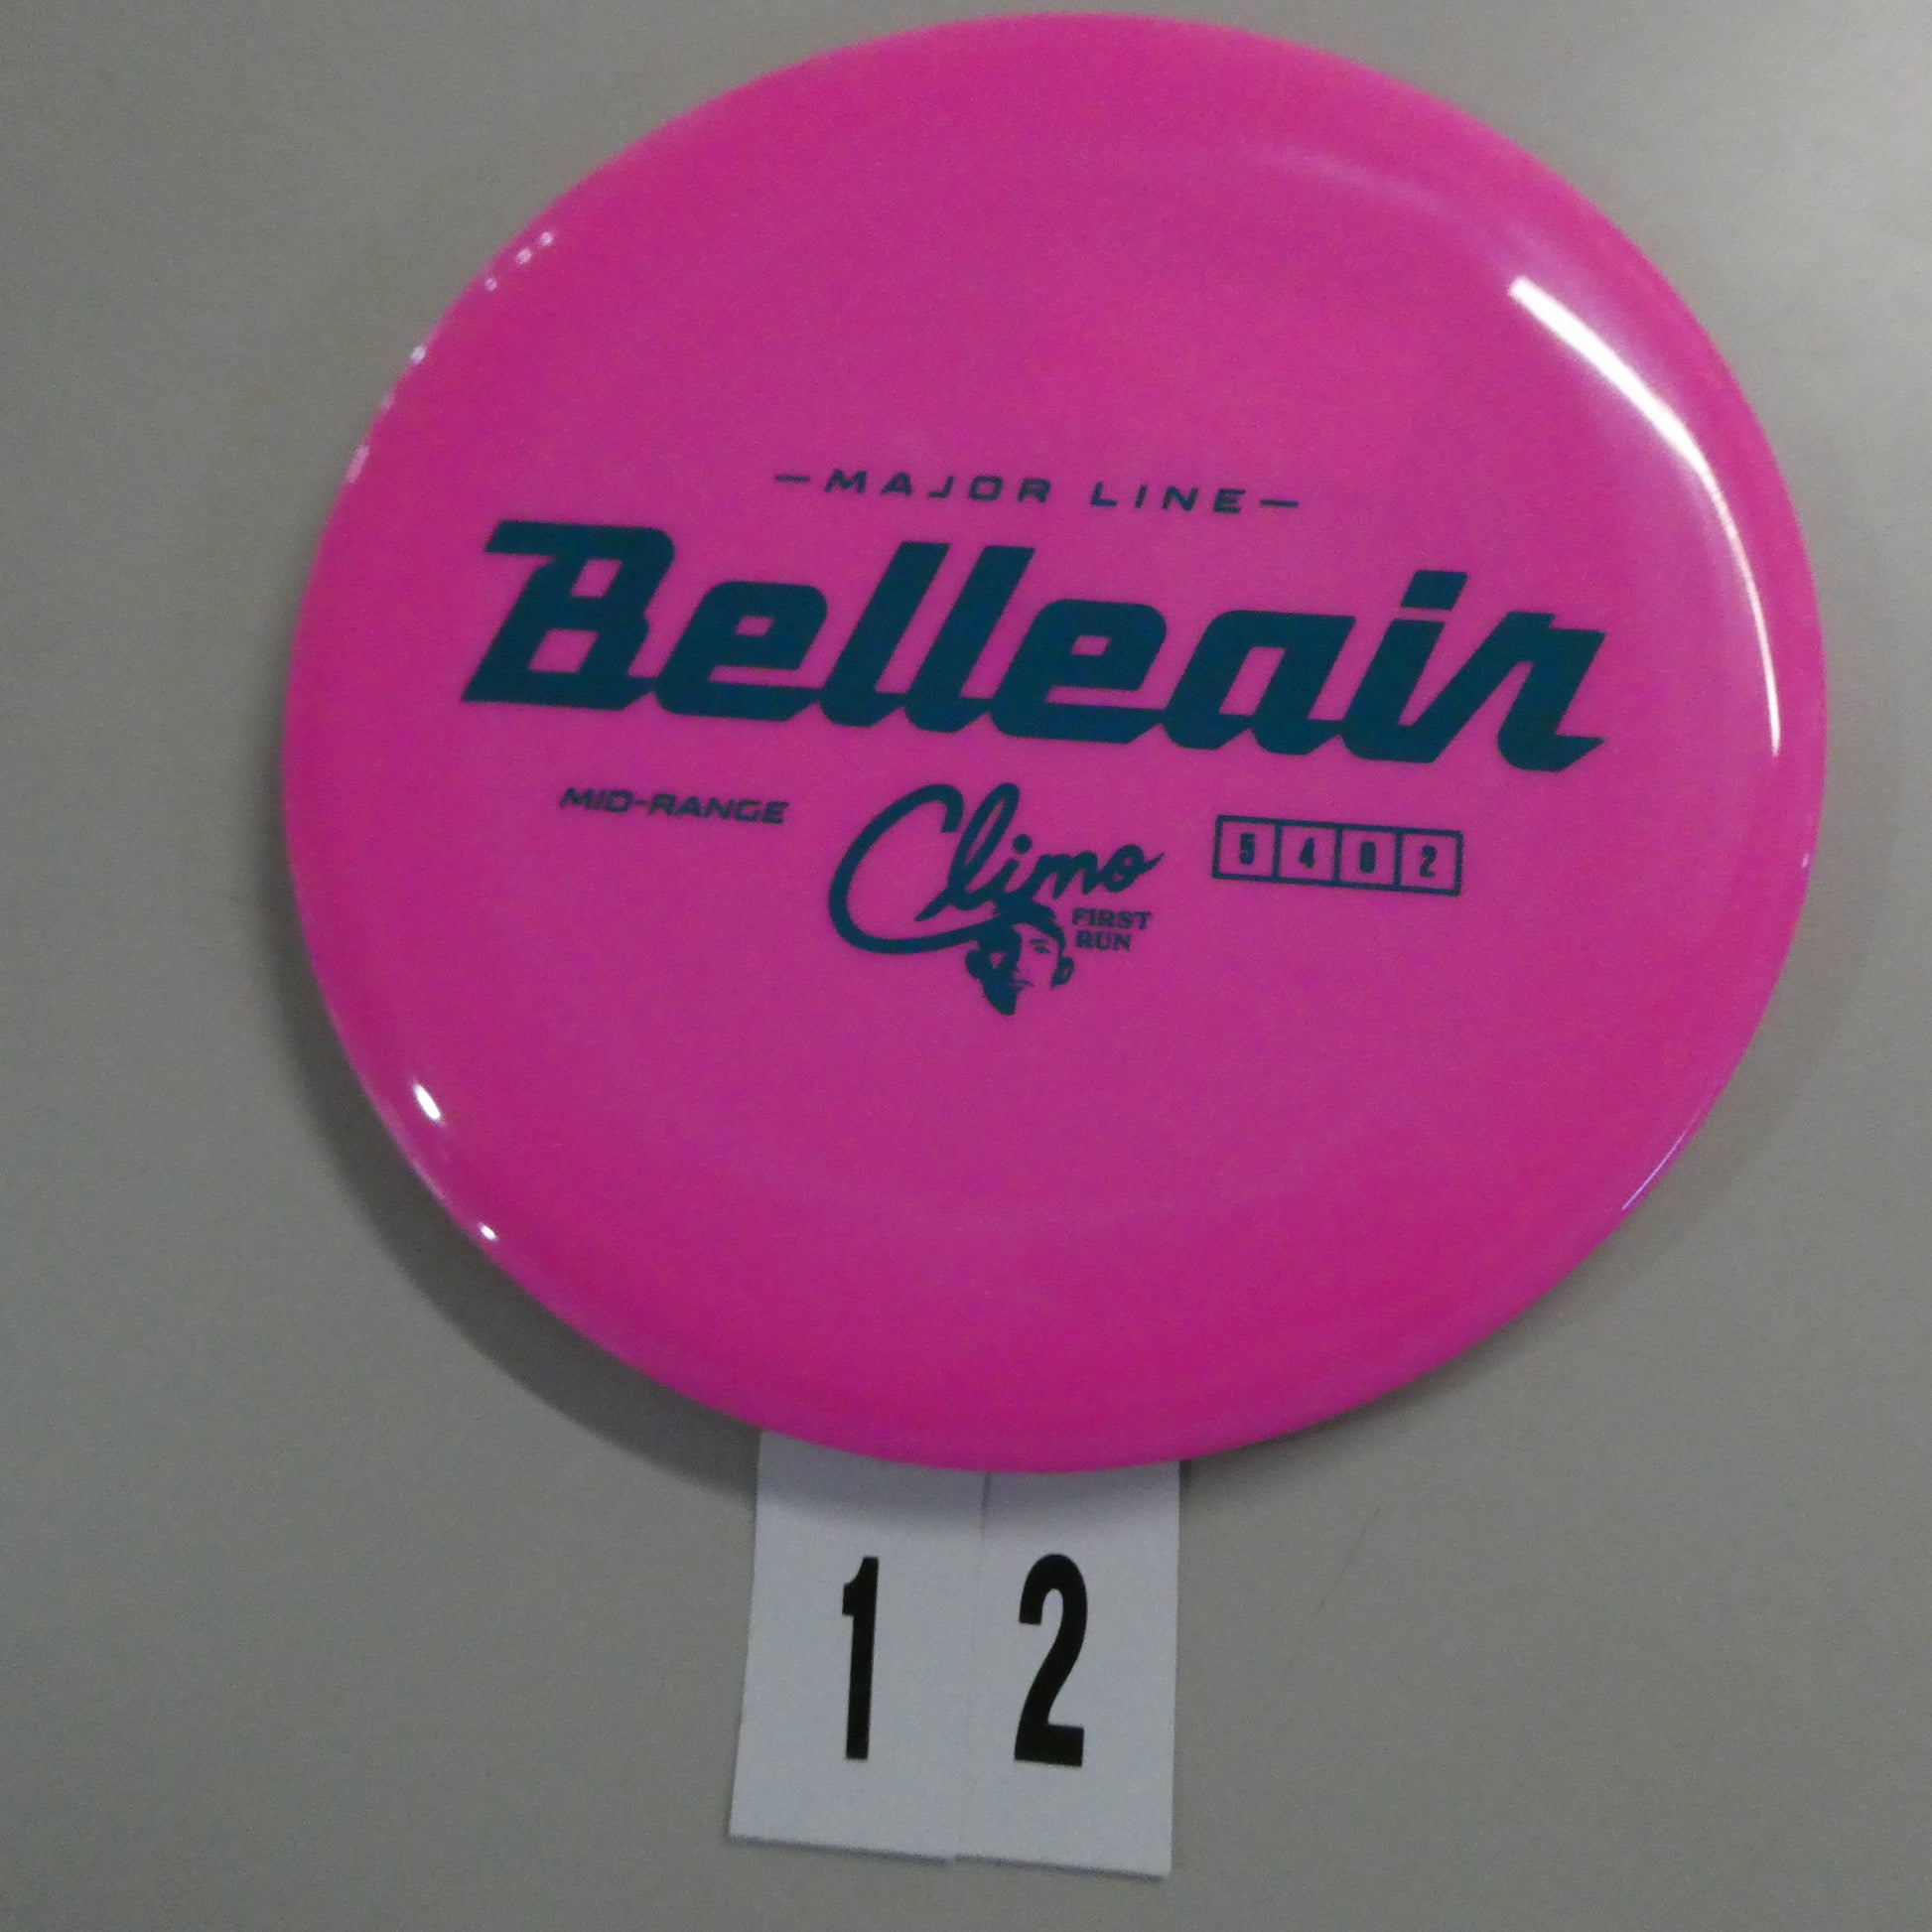 —MAJOR LINE—
Belleair
MID-RANGE
Climo
FIRST
RUN
5 4 0 2
1 2